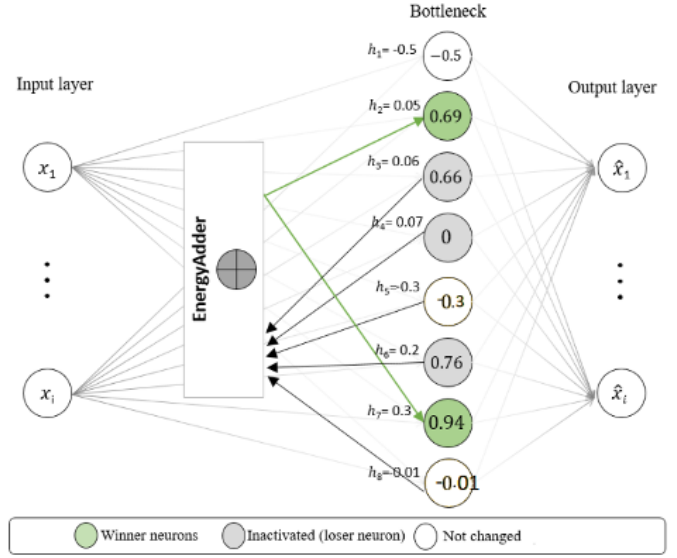 Bottleneck
Input layer
Output layer
h₁= -0.5
−0.5
h₂= 0.05
0.69
h₃= 0.06
0.66
x₁
x̂₁
h₄= 0.07
0
EnergyAdder
h₅=-0.3
-0.3
h₆= 0.2
0.76
xᵢ
x̂ᵢ
h₇= 0.3
0.94
h₈=-0.01
-0.01
Winner neurons
Inactivated (loser neuron)
Not changed